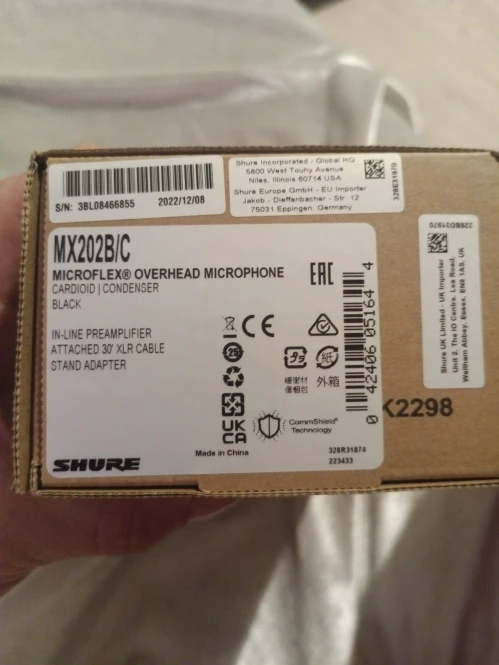 S/N: 3BL08466855 2022/12/08
Shure Incorporated - Global HQ
5800 West Touhy Avenue
Niles, Illinois 60714 USA
Shure Europe GmbH - EU Importer
Jakob - Dieffenbacher - Str. 12
75031 Eppingen, Germany
328E31970
MX202B/C
MICROFLEX® OVERHEAD MICROPHONE
CARDIOID | CONDENSER
BLACK
IN-LINE PREAMPLIFIER
ATTACHED 30' XLR CABLE
STAND ADAPTER
EAC
CE
25
紙
外箱
UK
CA
CommShield®
Technology
Made in China
328R31874
223433
SHURE
0 42406 05164 4
Shure UK Limited - UK Importer
Unit 2, The IO Centre, Lea Road,
Waltham Abbey, Essex, EN9 1AS, UK
K2298